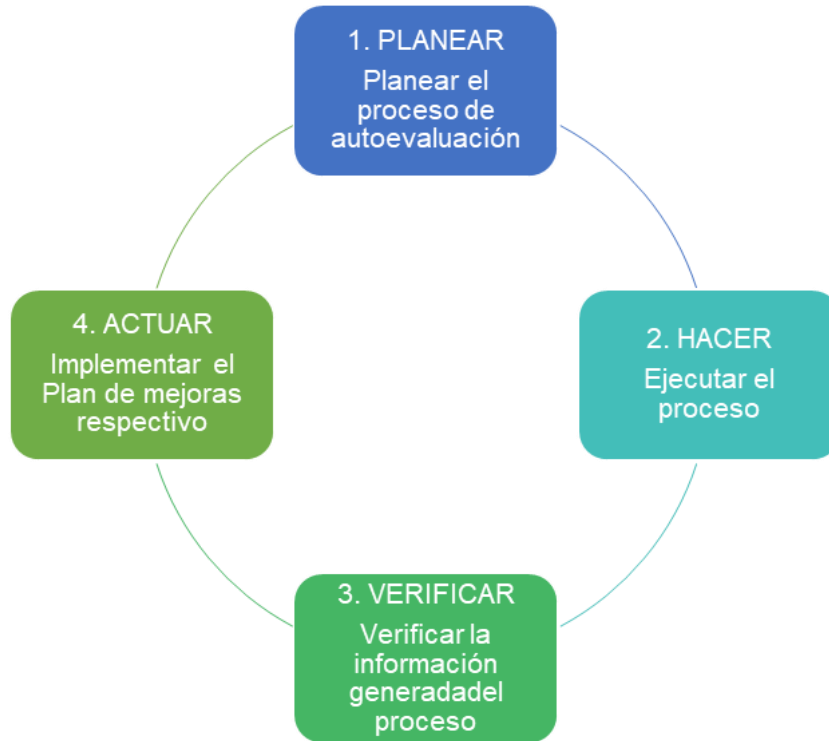 1. PLANEAR
Planear el
proceso de
autoevaluación
2. HACER
Ejecutar el
proceso
3. VERIFICAR
Verificar la
información
generadadel
proceso
4. ACTUAR
Implementar el
Plan de mejoras
respectivo